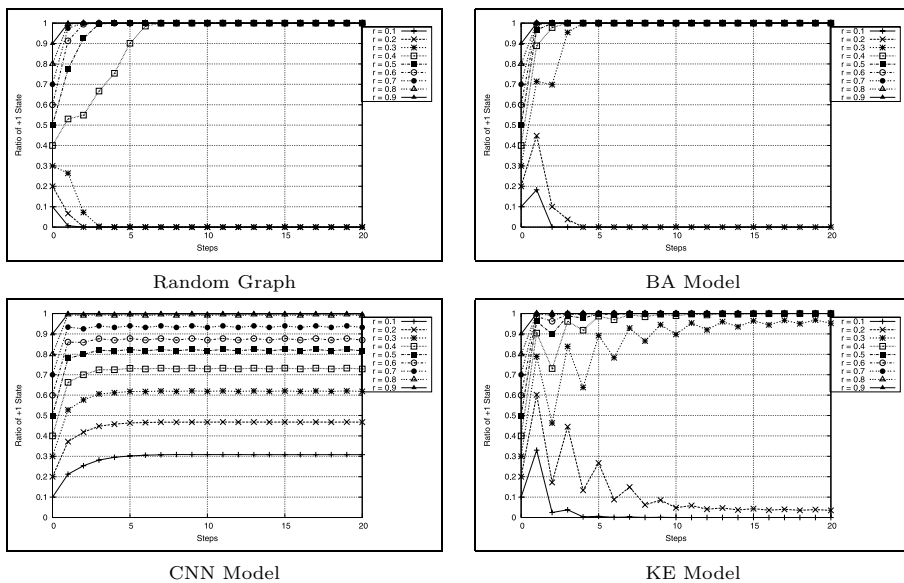 1
0.9
0.8
0.7
0.6
0.5
0.4
0.3
0.2
0.1
0
0 5 10 15 20
Steps
Ratio of +1 State
r = 0.1
r = 0.2
r = 0.3
r = 0.4
r = 0.5
r = 0.6
r = 0.7
r = 0.8
r = 0.9
Random Graph
1
0.9
0.8
0.7
0.6
0.5
0.4
0.3
0.2
0.1
0
0 5 10 15 20
Steps
Ratio of +1 State
r = 0.1
r = 0.2
r = 0.3
r = 0.4
r = 0.5
r = 0.6
r = 0.7
r = 0.8
r = 0.9
BA Model
1
0.9
0.8
0.7
0.6
0.5
0.4
0.3
0.2
0.1
0
0 5 10 15 20
Steps
Ratio of +1 State
r = 0.1
r = 0.2
r = 0.3
r = 0.4
r = 0.5
r = 0.6
r = 0.7
r = 0.8
r = 0.9
CNN Model
1
0.9
0.8
0.7
0.6
0.5
0.4
0.3
0.2
0.1
0
0 5 10 15 20
Steps
Ratio of +1 State
r = 0.1
r = 0.2
r = 0.3
r = 0.4
r = 0.5
r = 0.6
r = 0.7
r = 0.8
r = 0.9
KE Model